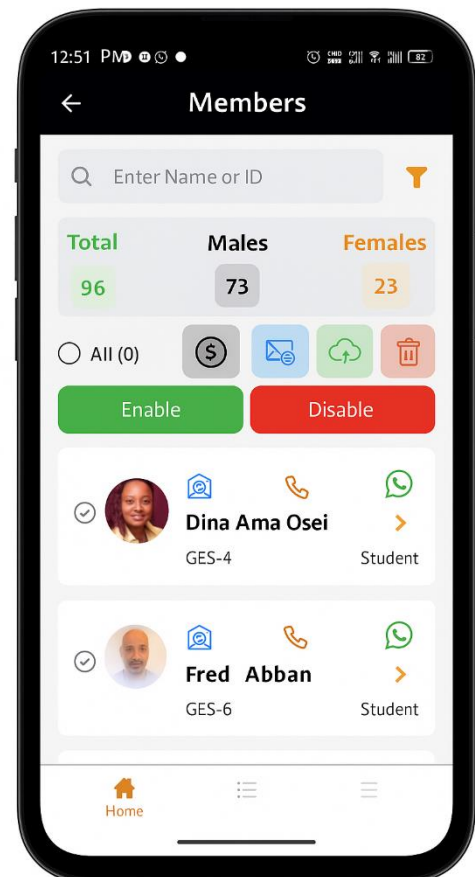 12:51 PM
82
Members
Enter Name or ID
Total Males Females
96 73 23
All (0)
$
Enable Disable
Dina Ama Osei
GES-4 Student
Fred Abban
GES-6 Student
Home